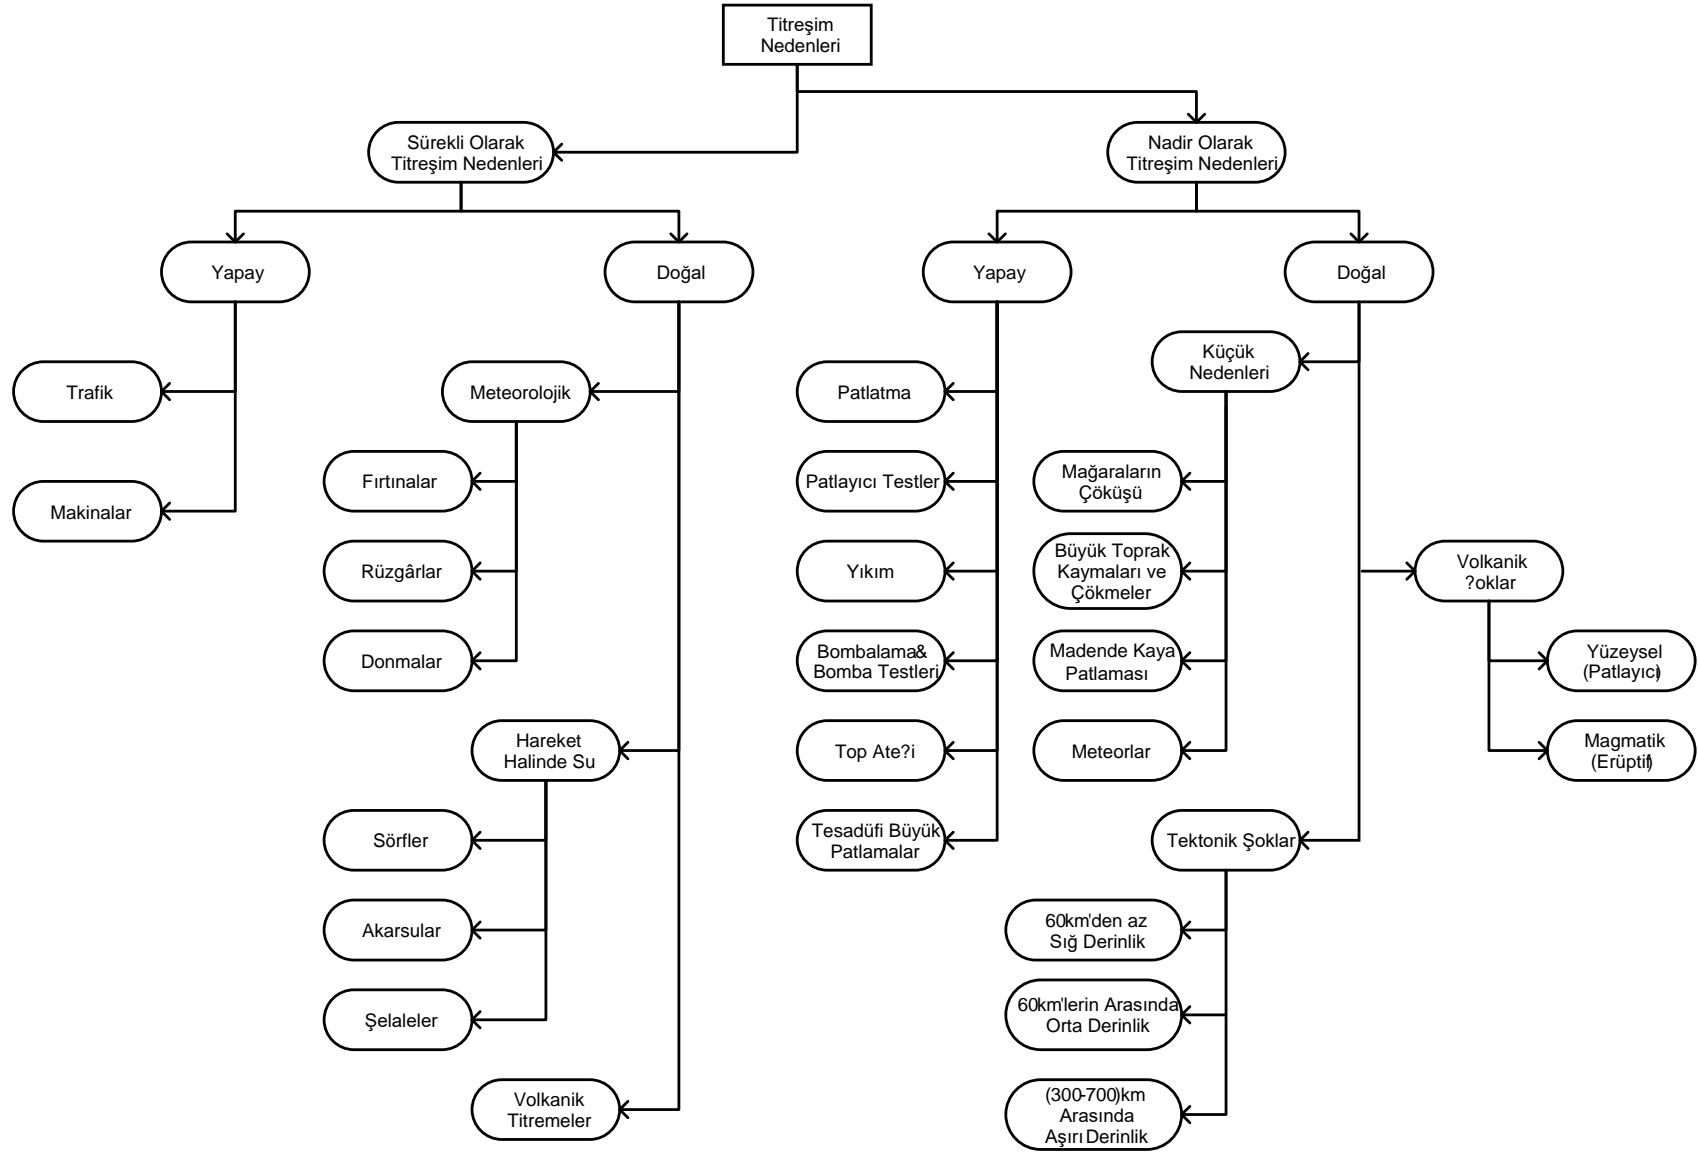 Titreşim
Nedenleri
Sürekli Olarak
Titreşim Nedenleri
Nadir Olarak
Titreşim Nedenleri
Yapay
Doğal
Yapay
Doğal
Trafik
Makinalar
Meteorolojik
Fırtınalar
Rüzgârlar
Donmalar
Hareket
Halinde Su
Sörfler
Akarsular
Şelaleler
Volkanik
Titremeler
Patlatma
Patlayıcı Testler
Yıkım
Bombalama&
Bomba Testleri
Top Ate?i
Tesadüfi Büyük
Patlamalar
Küçük
Nedenleri
Mağaraların
Çöküşü
Büyük Toprak
Kaymaları ve
Çökmeler
Madende Kaya
Patlaması
Meteorlar
Volkanik
?oklar
Yüzeysel
(Patlayıcı)
Magmatik
(Erüptif)
Tektonik Şoklar
60km'den az
Sığ Derinlik
60km'lerin Arasında
Orta Derinlik
(300-700)km
Arasında
Aşırı Derinlik